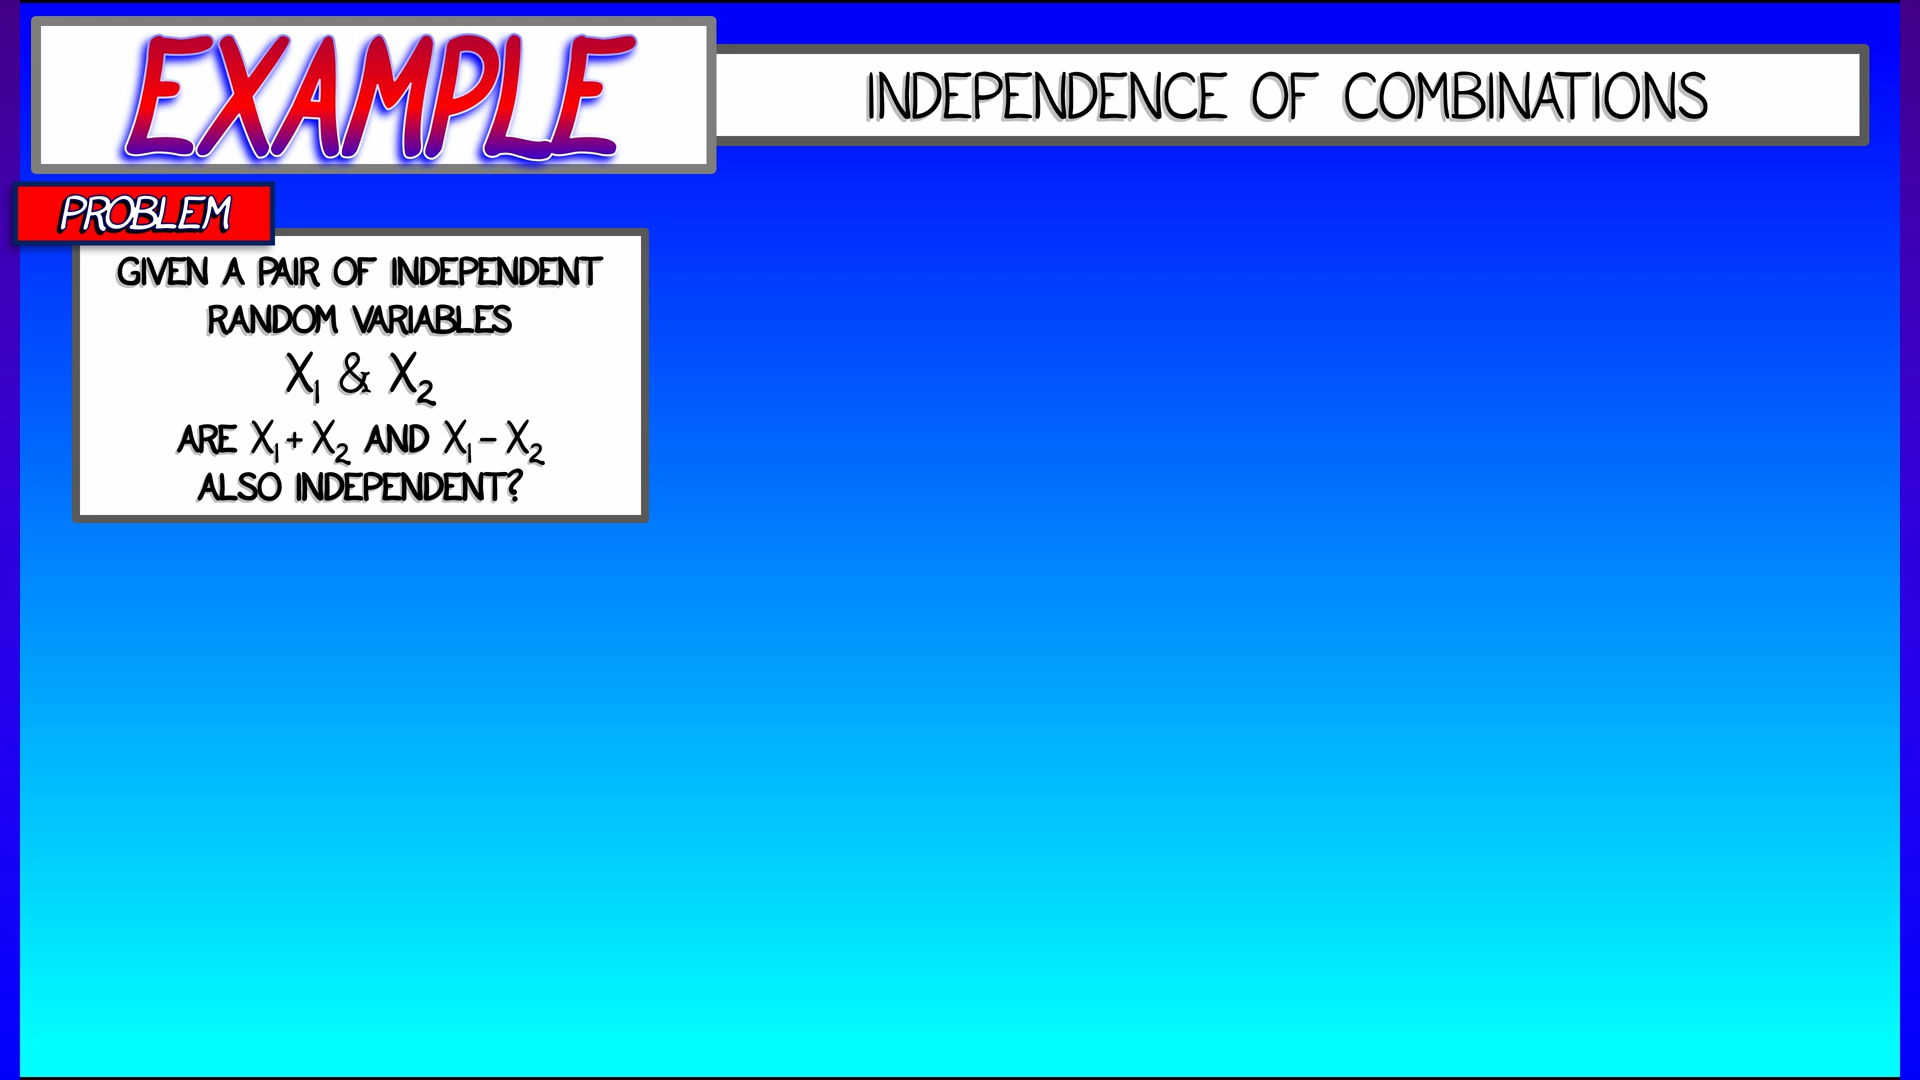 EXAMPLE
INDEPENDENCE OF COMBINATIONS
PROBLEM
GIVEN A PAIR OF INDEPENDENT
RANDOM VARIABLES
X₁ & X₂
ARE X₁ + X₂ AND X₁ – X₂
ALSO INDEPENDENT?